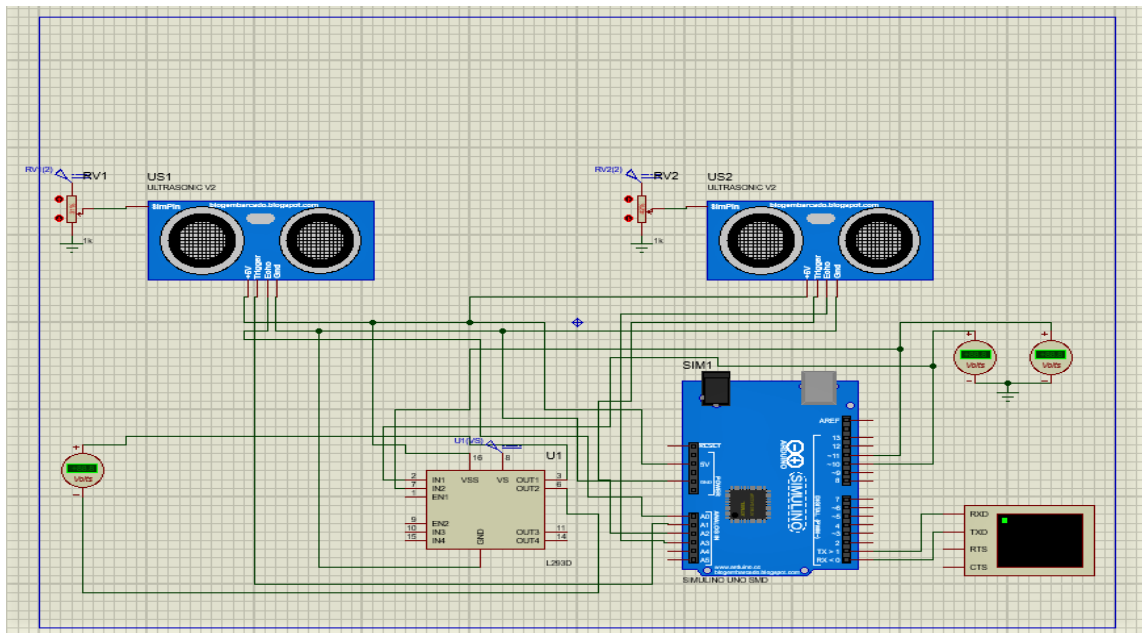 RV1(2)
RV1
1k
US1
ULTRASONIC V2
SimPin
blogembarcado.blogspot.com
+5V
Trigger
Echo
Gnd
RV2(2)
RV2
1k
US2
ULTRASONIC V2
SimPin
blogembarcado.blogspot.com
+5V
Trigger
Echo
Gnd
Volts
Volts
Volts
U1(VS)
U1
16
8
2
7
1
9
10
15
IN1
IN2
EN1
EN2
IN3
IN4
VSS
VS
GND
OUT1
OUT2
OUT3
OUT4
3
6
11
14
L293D
SIM1
RESET
5V
POWER
A0
A1
A2
A3
A4
A5
ANALOG IN
ARDUINO
SIMULINO
DIGITAL (PWM~)
AREF
13
12
~11
~10
~9
8
7
~6
~5
4
~3
2
TX > 1
RX < 0
blogembarcado.blogspot.com
SIMULINO UNO SMD
RXD
TXD
RTS
CTS